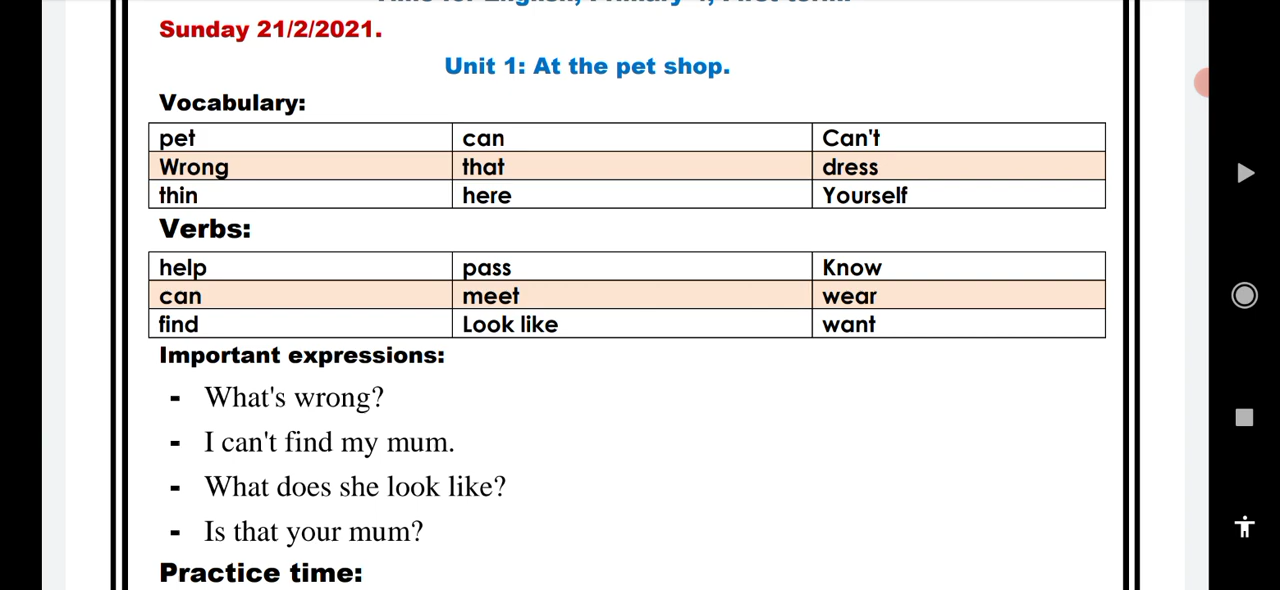 Sunday 21/2/2021.
Unit 1: At the pet shop.
Vocabulary:
pet can Can't
Wrong that dress
thin here Yourself
Verbs:
help pass Know
can meet wear
find Look like want
Important expressions:
- What's wrong?
- I can't find my mum.
- What does she look like?
- Is that your mum?
Practice time: